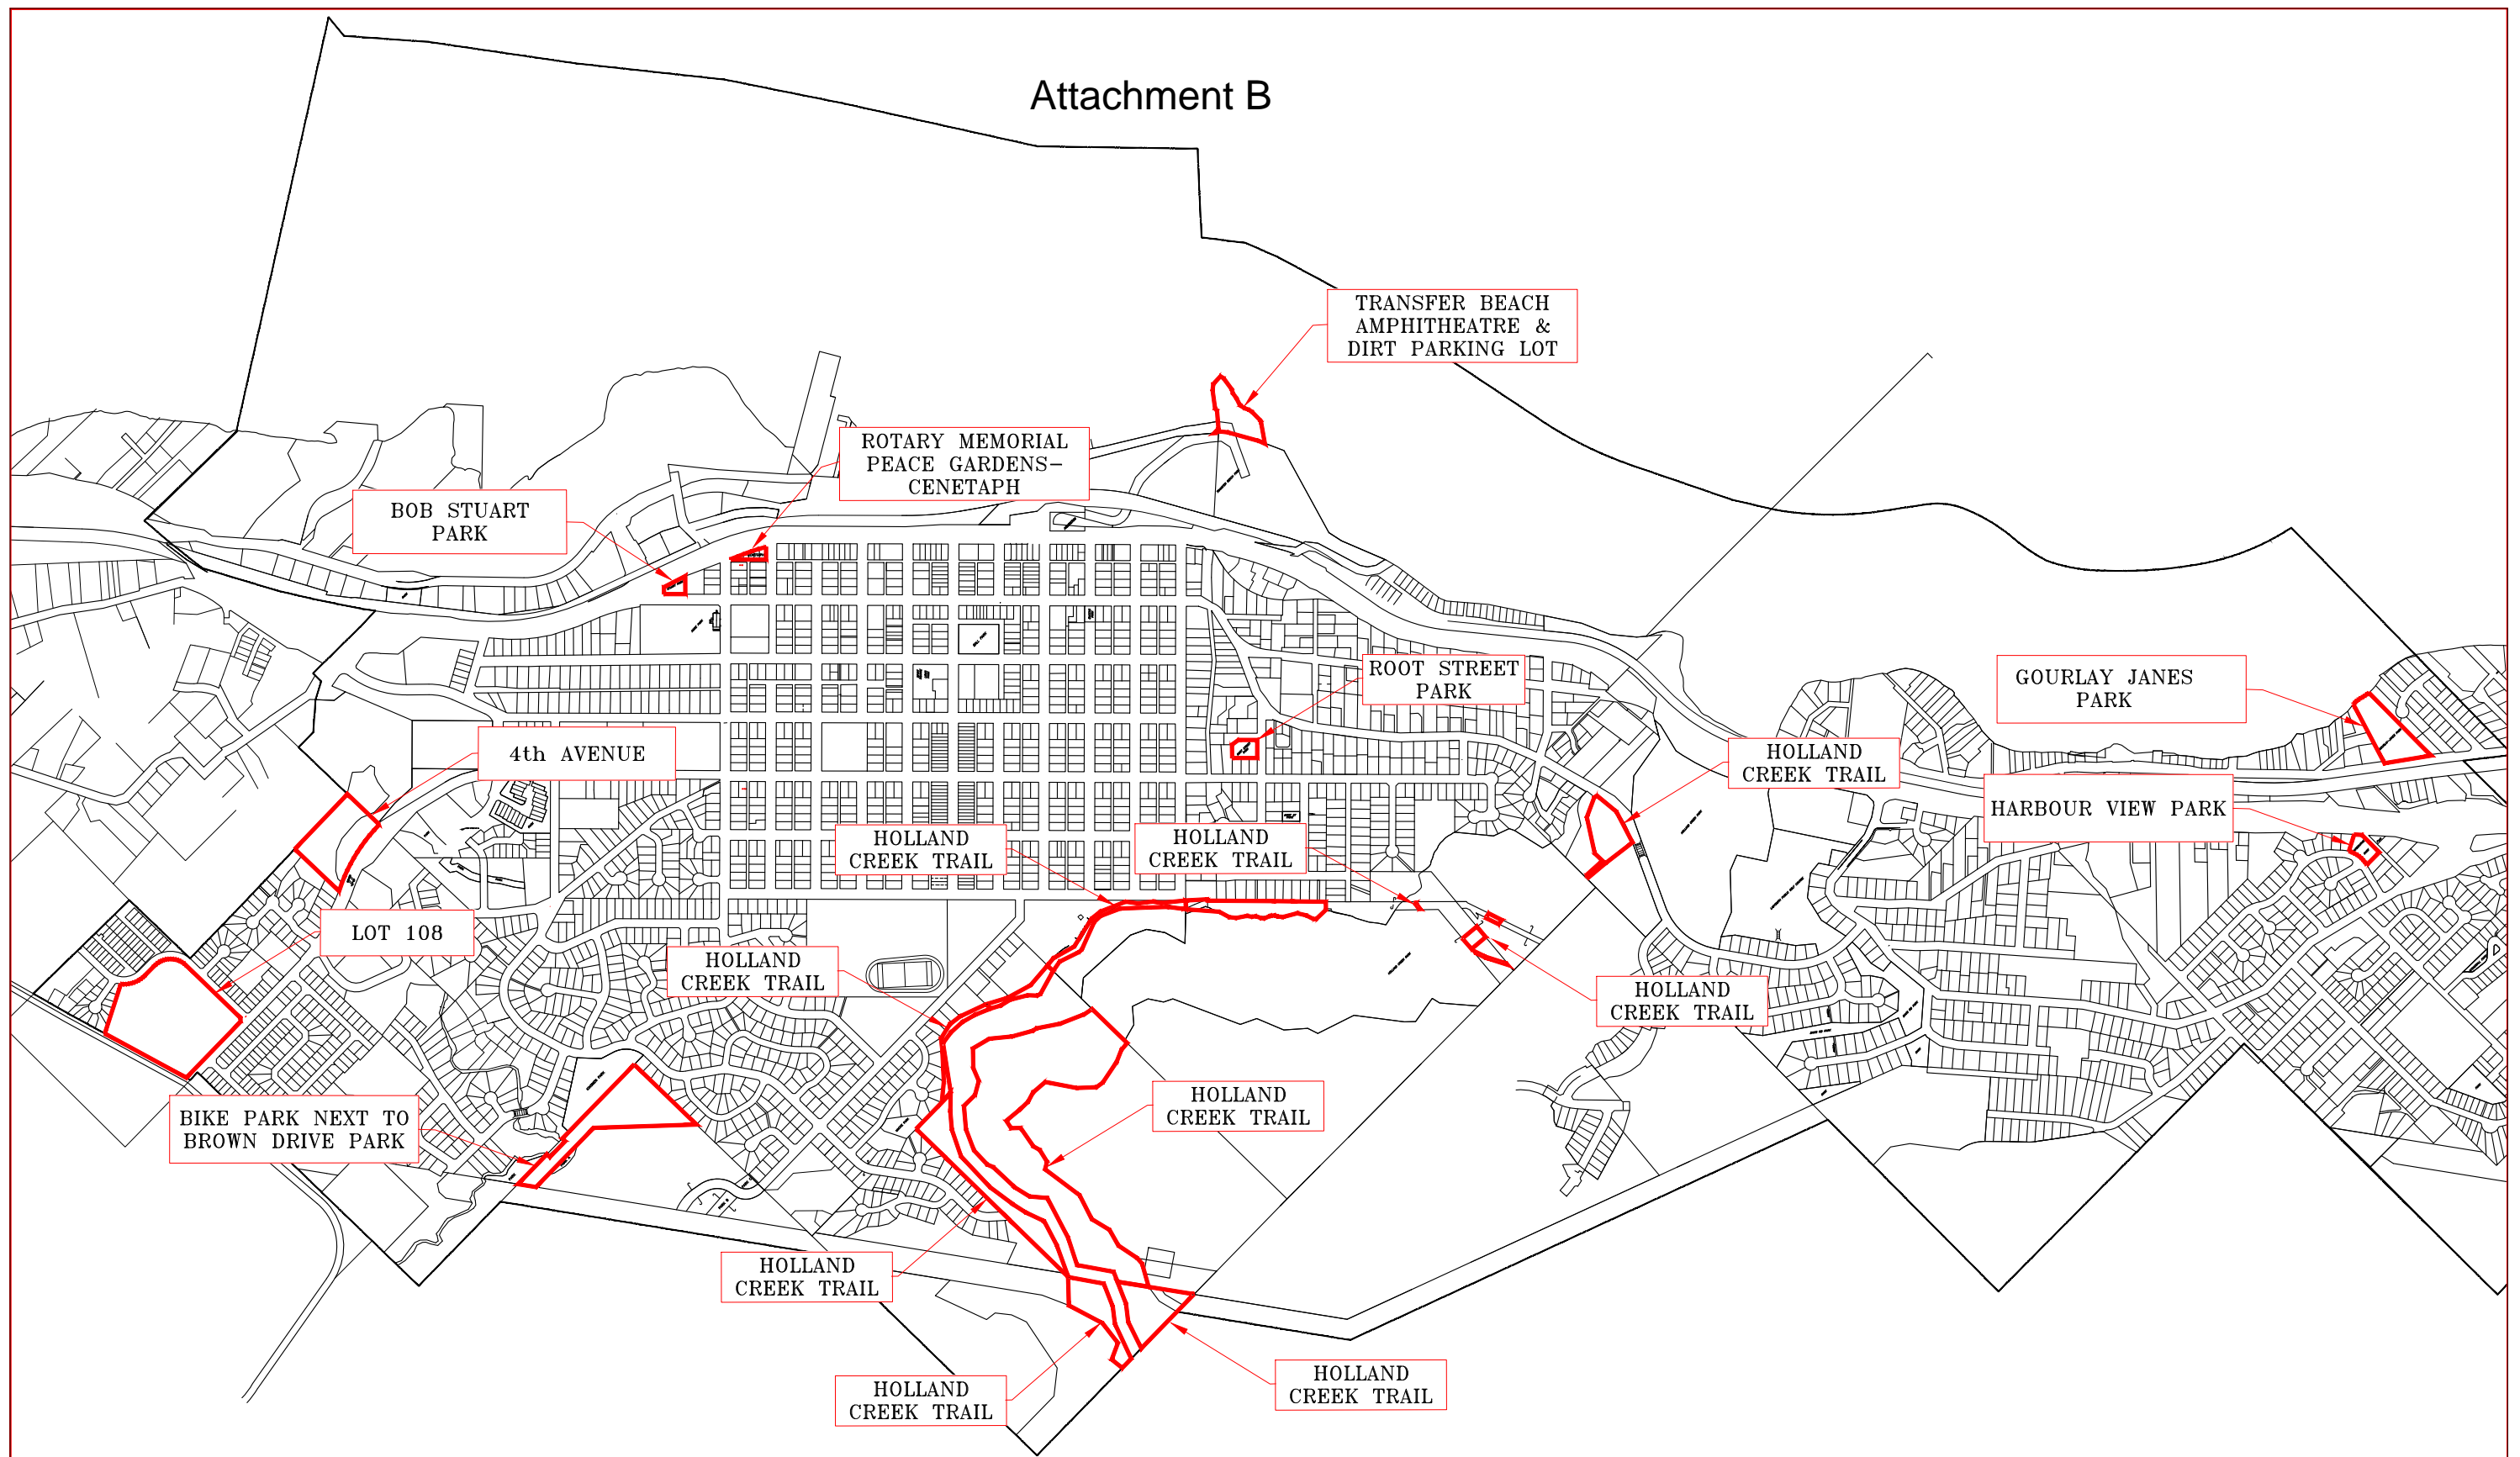 Attachment B
TRANSFER BEACH
AMPHITHEATRE &
DIRT PARKING LOT
ROTARY MEMORIAL
PEACE GARDENS-
CENETAPH
BOB STUART
PARK
ROOT STREET
PARK
GOURLAY JANES
PARK
4th AVENUE
HOLLAND
CREEK TRAIL
HARBOUR VIEW PARK
HOLLAND
CREEK TRAIL
HOLLAND
CREEK TRAIL
LOT 108
HOLLAND
CREEK TRAIL
HOLLAND
CREEK TRAIL
BIKE PARK NEXT TO
BROWN DRIVE PARK
HOLLAND
CREEK TRAIL
HOLLAND
CREEK TRAIL
HOLLAND
CREEK TRAIL
HOLLAND
CREEK TRAIL